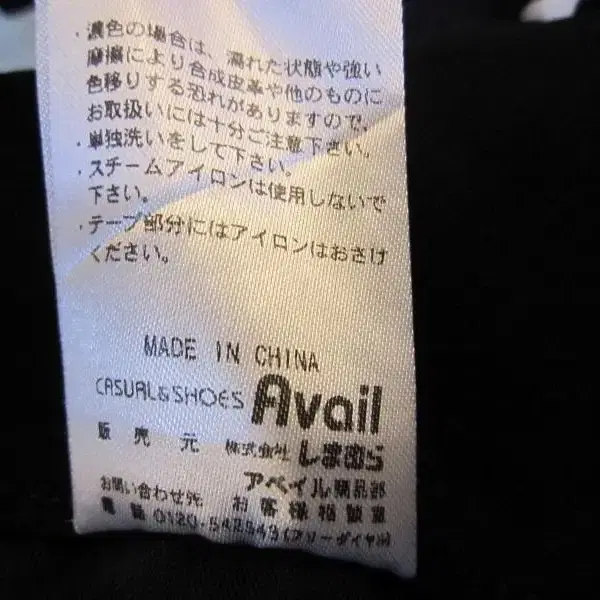 ・濃色の場合は、濡れた状態や強い
摩擦により合成皮革や他のものに
色移りする恐れがありますので、
お取扱いには十分ご注意下さい。
・単独洗いをして下さい。
・スチームアイロンは使用しないで
下さい。
・テープ部分にはアイロンはおさけ
ください。
MADE IN CHINA
CASUAL&SHOES Avail
販売元 株式会社 しまむら
アベイル商品部
お問い合わせ先 お客様相談室
電話 0120-542543(フリーダイヤル)